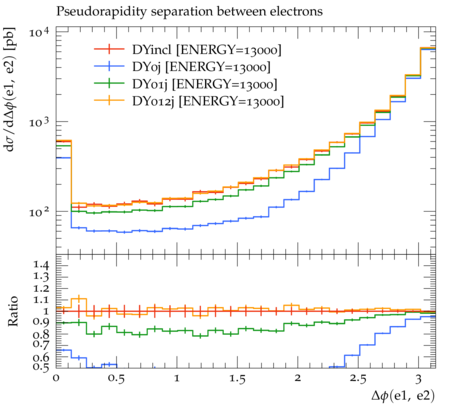 Pseudorapidity separation between electrons
dσ/dΔϕ(e1, e2) [pb]
10^4
10^3
10^2
DYincl [ENERGY=13000]
DY0j [ENERGY=13000]
DY01j [ENERGY=13000]
DY012j [ENERGY=13000]
Ratio
1.4
1.3
1.2
1.1
1
0.9
0.8
0.7
0.6
0.5
0 0.5 1 1.5 2 2.5 3
Δϕ(e1, e2)